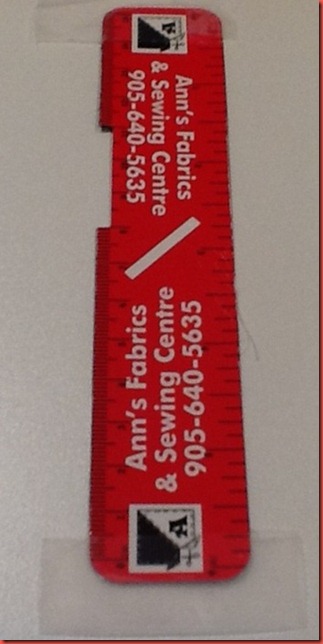 Ann's Fabrics
& Sewing Centre
905-640-5635
Ann's Fabrics
& Sewing Centre
905-640-5635
A